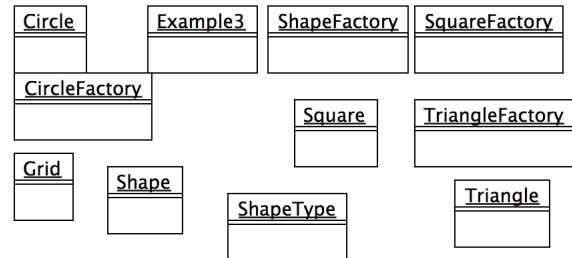 Circle
Example3
ShapeFactory
SquareFactory
CircleFactory
Square
TriangleFactory
Grid
Shape
ShapeType
Triangle